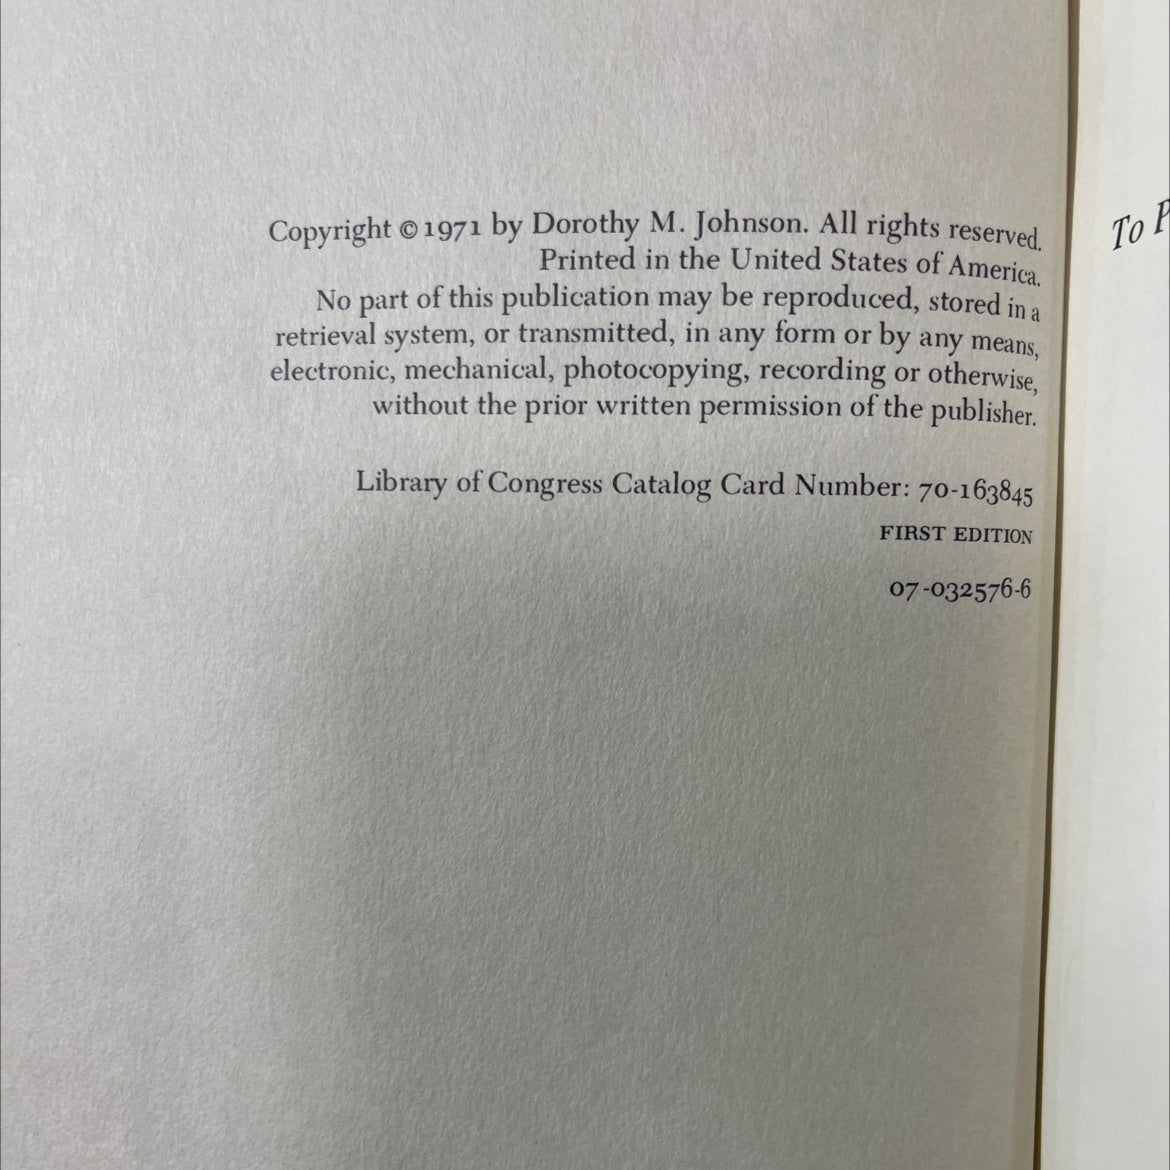 Copyright © 1971 by Dorothy M. Johnson. All rights reserved.
Printed in the United States of America.
No part of this publication may be reproduced, stored in a
retrieval system, or transmitted, in any form or by any means,
electronic, mechanical, photocopying, recording or otherwise,
without the prior written permission of the publisher.
Library of Congress Catalog Card Number: 70-163845
FIRST EDITION
07-032576-6
To